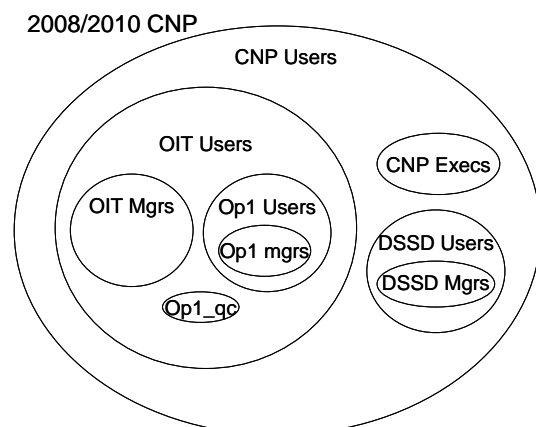 2008/2010 CNP
CNP Users
OIT Users
CNP Execs
OIT Mgrs
Op1 Users
Op1 mgrs
DSSD Users
DSSD Mgrs
Op1_qc